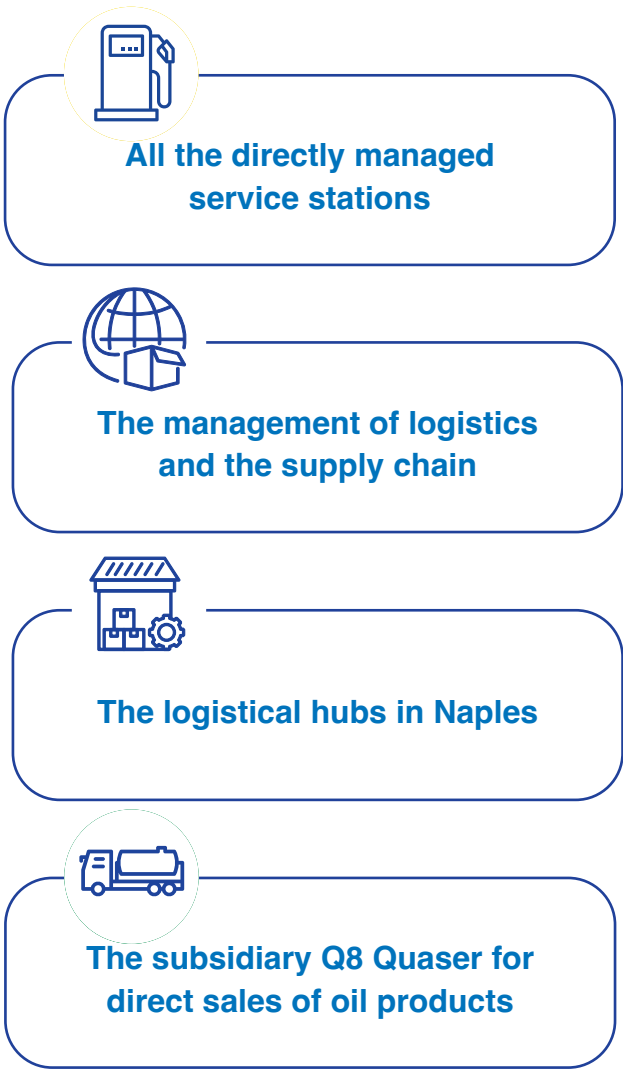 All the directly managed
service stations
The management of logistics
and the supply chain
The logistical hubs in Naples
The subsidiary Q8 Quaser for
direct sales of oil products